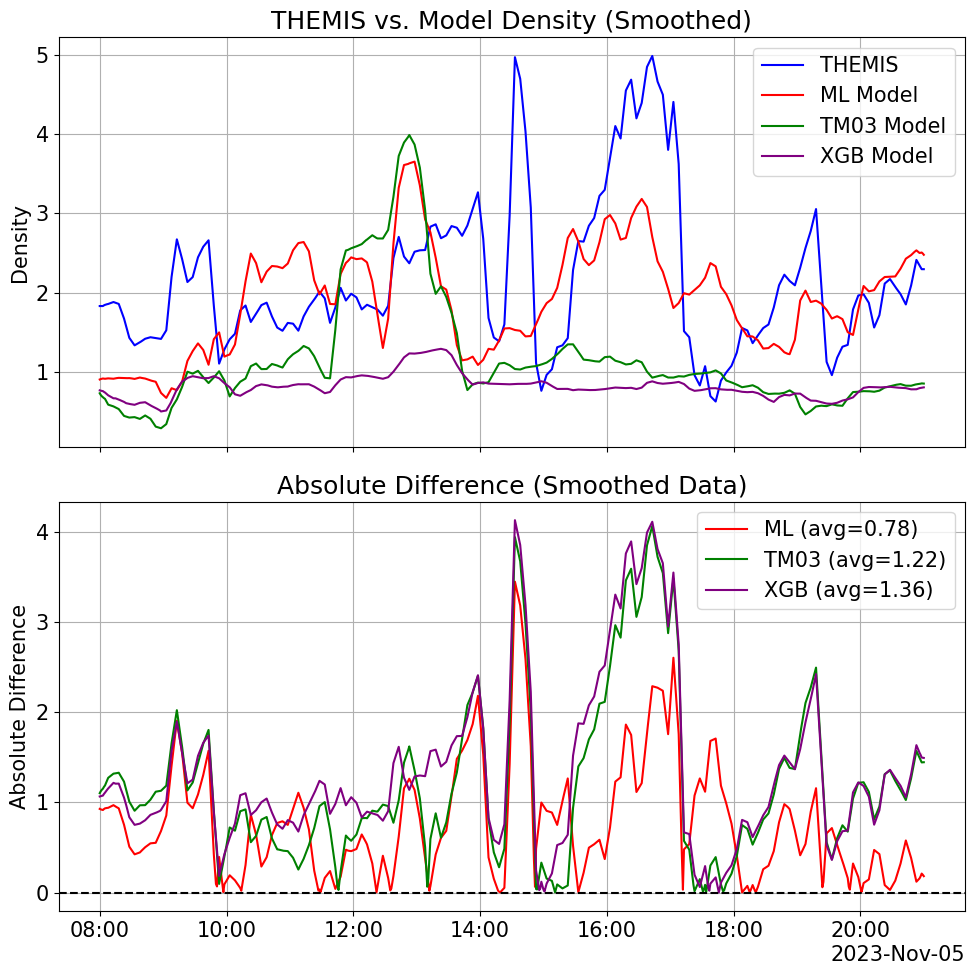 THEMIS vs. Model Density (Smoothed)
Density
5
4
3
2
1
THEMIS
ML Model
TM03 Model
XGB Model
Absolute Difference (Smoothed Data)
Absolute Difference
4
3
2
1
0
ML (avg=0.78)
TM03 (avg=1.22)
XGB (avg=1.36)
08:00 10:00 12:00 14:00 16:00 18:00 20:00
2023-Nov-05